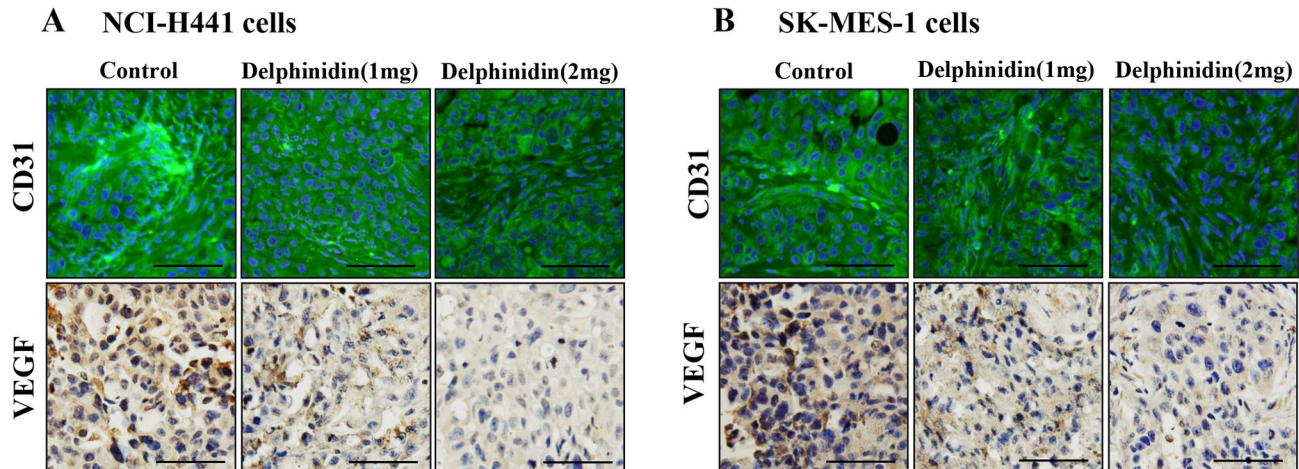 A NCI-H441 cells
Control Delphinidin(1mg) Delphinidin(2mg)
CD31
VEGF
B SK-MES-1 cells
Control Delphinidin(1mg) Delphinidin(2mg)
CD31
VEGF